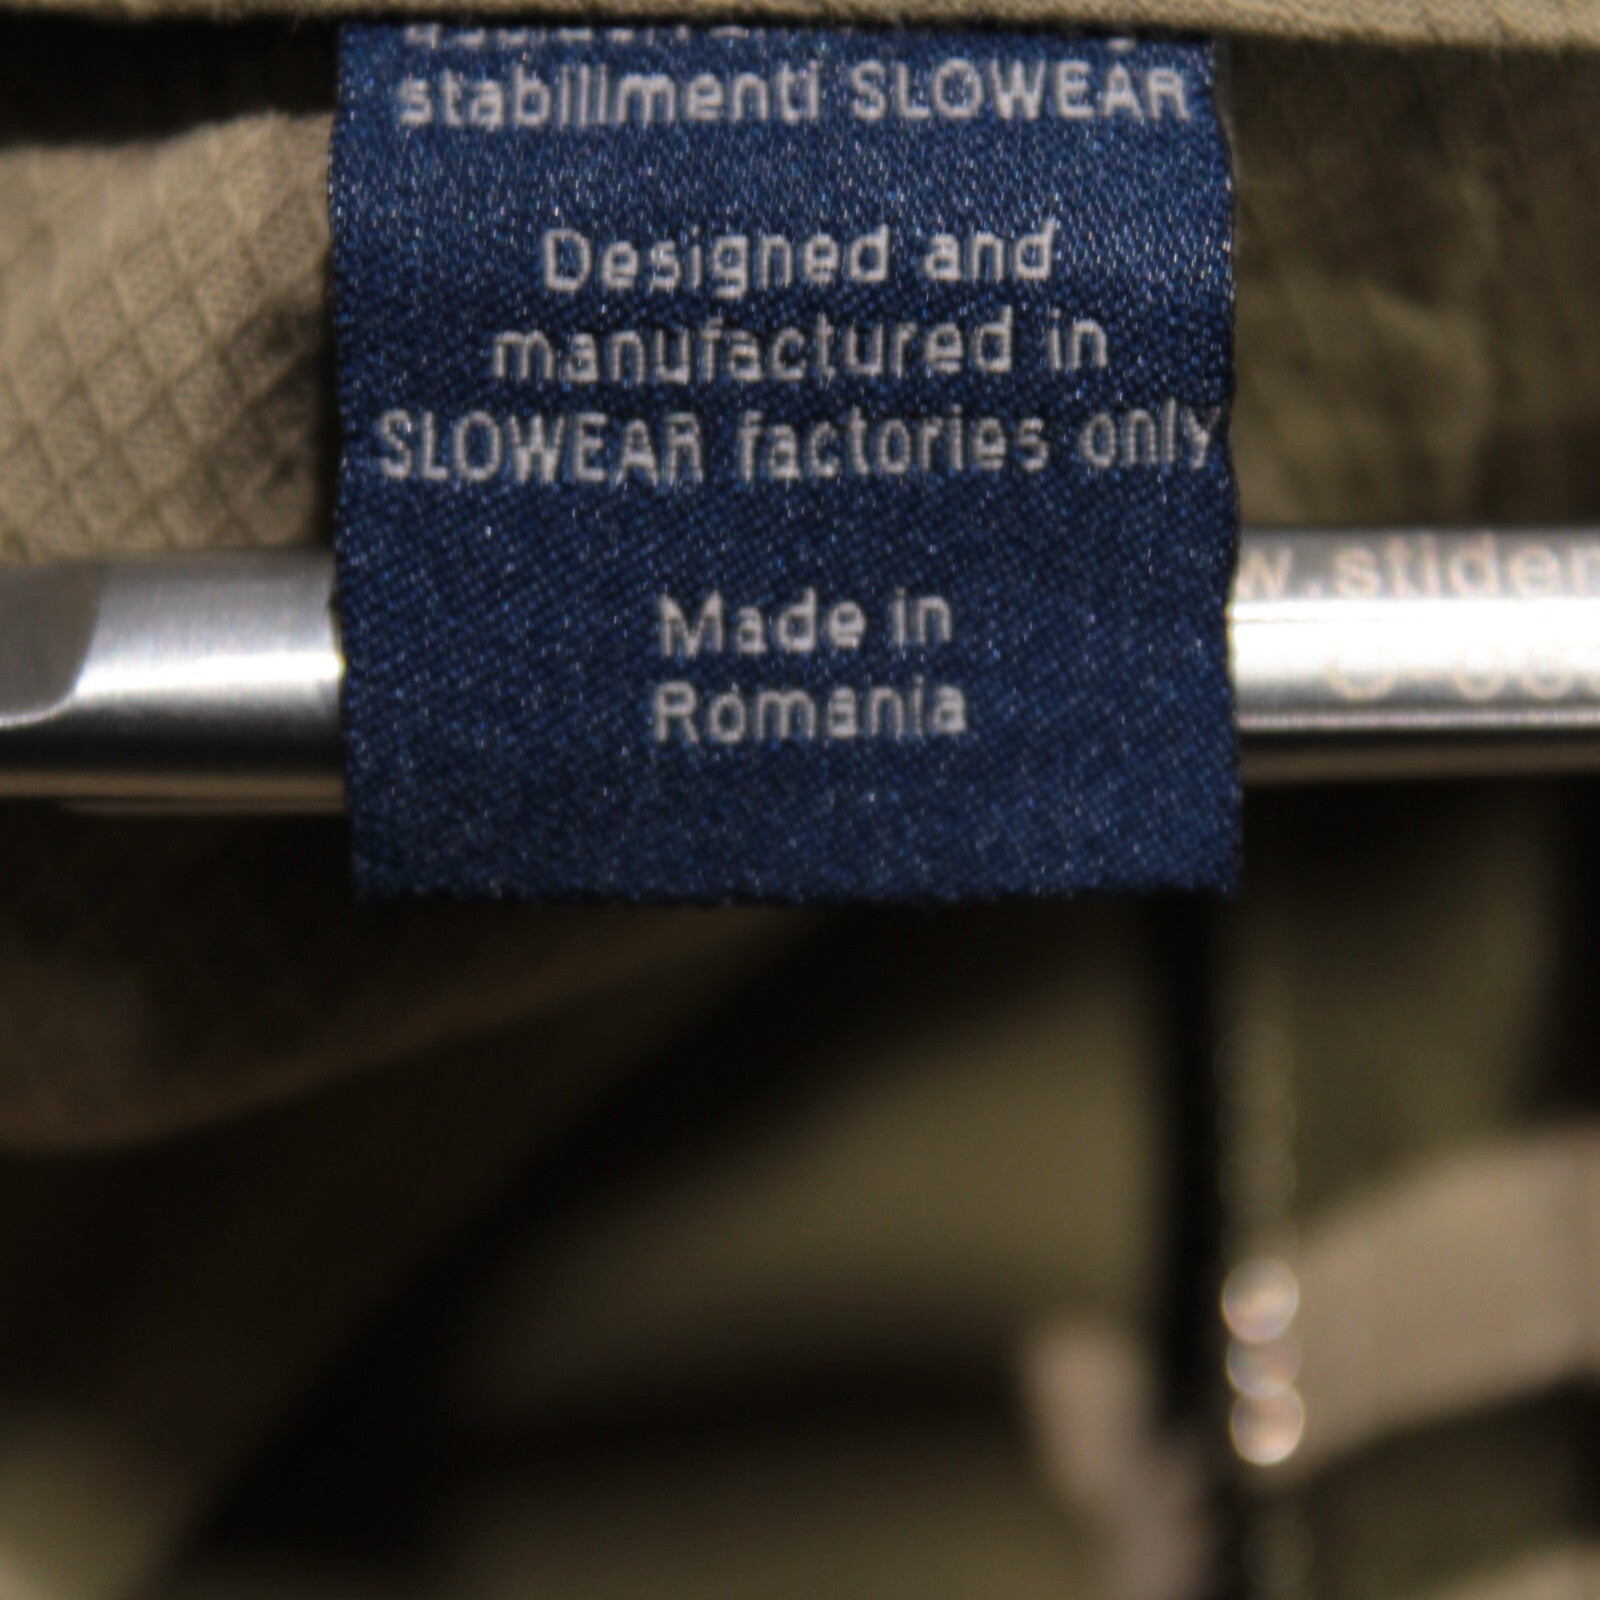 stabilimenti SLOWEAR
Designed and
manufactured in
SLOWEAR factories only
Made in
Romania